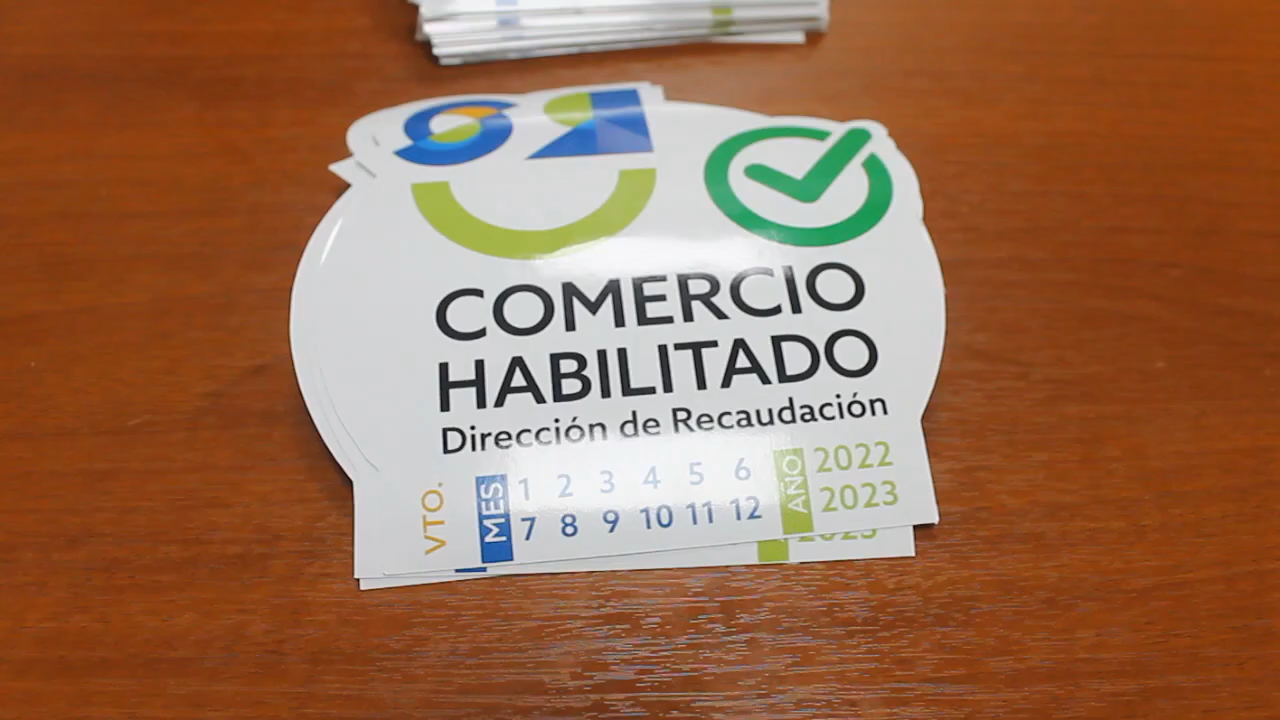 COMERCIO
HABILITADO
Dirección de Recaudación
VTO. MES 1 2 3 4 5 6 AÑO 2022
7 8 9 10 11 12 2023
2023